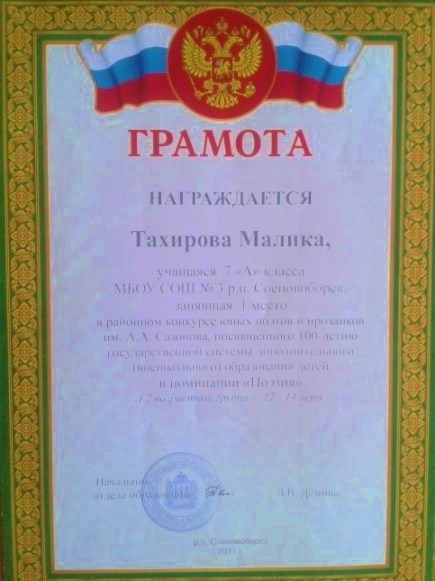 ГРАМОТА
НАГРАЖДАЕТСЯ
Тахирова Малика,
учащаяся 7 «А» класса
МБОУ СОШ № 3 р.п. Сосновоборск,
занявшая 1 место
в районном конкурсе юных поэтов и прозаиков
им. А.А. Сазонова, посвященного 100-летию
государственной системы дополнительного
(внешкольного) образования детей
в номинации «Поэзия»
( 2 возрастная группа – 12 - 14 лет)
Начальник
отдела образования Л.В. Демина
р.п. Сосновоборск